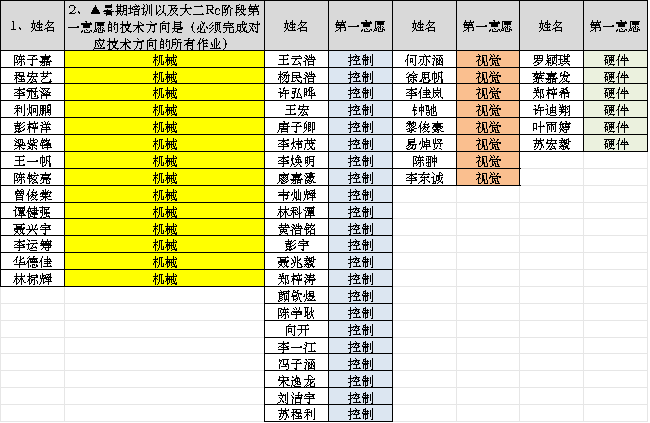 1、姓名 2、▲暑期培训以及大二Rc阶段第一意愿的技术方向是（必须完成对应技术方向的所有作业） 姓名 第一意愿 姓名 第一意愿 姓名 第一意愿
陈子嘉 机械 王云浩 控制 何亦涵 视觉 罗颖琪 硬件
程宏艺 机械 杨民浩 控制 徐思帆 视觉 蔡嘉发 硬件
李冠泽 机械 许弘晔 控制 李佳岚 视觉 郑梓希 硬件
利炯鹏 机械 王宏 控制 钟驰 视觉 许迪翔 硬件
彭梓洋 机械 唐子卿 控制 黎俊豪 视觉 叶丽婷 硬件
梁紫锋 机械 李炜茂 控制 易焯贤 视觉 苏宏毅 硬件
王一帆 机械 李焕明 控制 陈翀 视觉
陈铵亮 机械 廖嘉濠 控制 李东诚 视觉
曾俊棠 机械 韦灿辉 控制
谭健强 机械 林科潭 控制
聂兴宇 机械 黄浩铭 控制
李运筹 机械 彭宇 控制
华德佳 机械 聂兆毅 控制
林标辉 机械 郑梓涛 控制
颜钦煜 控制
陈学耿 控制
向开 控制
李一江 控制
冯子涵 控制
宋逸龙 控制
刘洁宇 控制
苏程利 控制